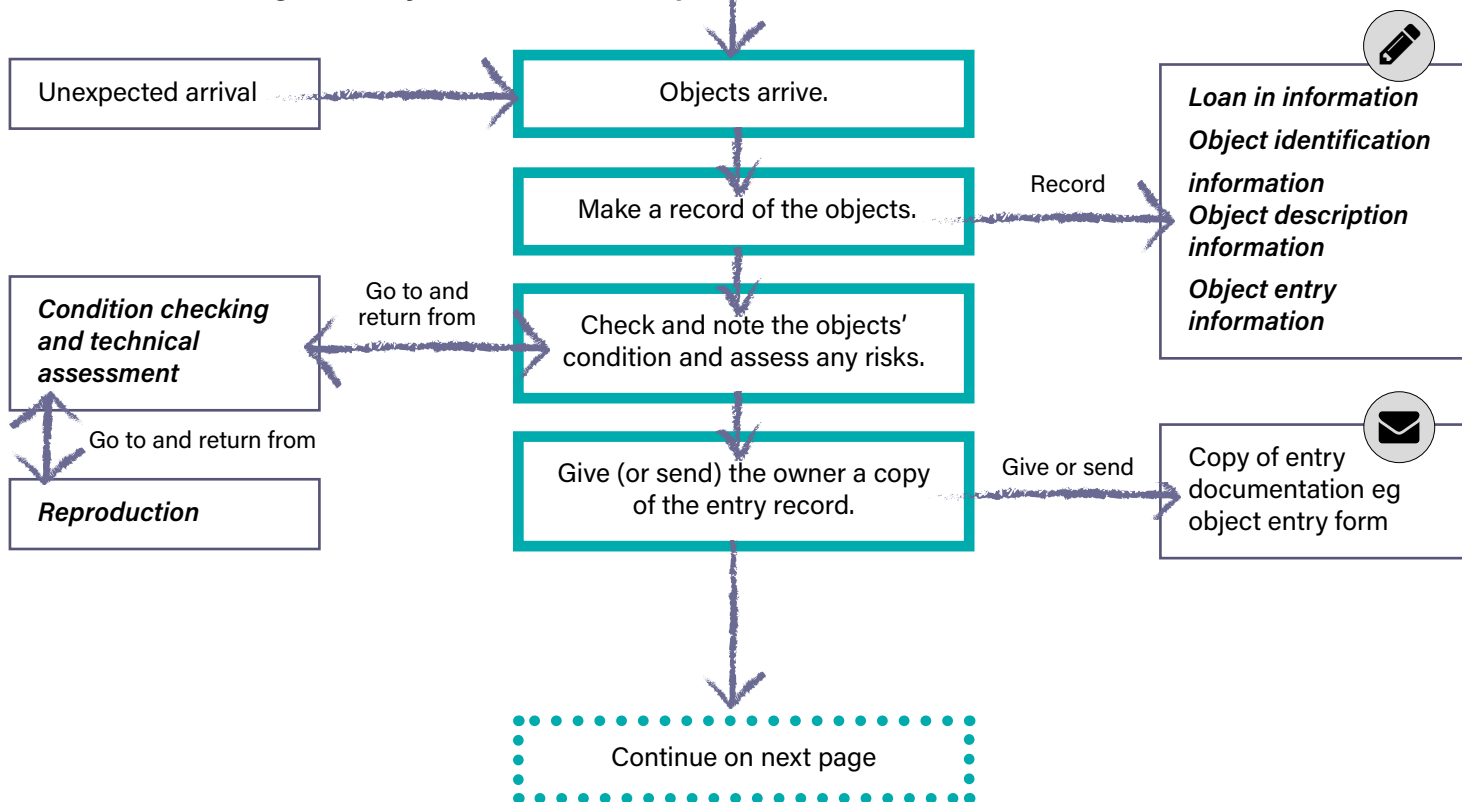 Unexpected arrival
Objects arrive.
Make a record of the objects.
Record
Loan in information
Object identification
information
Object description
information
Object entry
information
Condition checking
and technical
assessment
Go to and
return from
Check and note the objects’
condition and assess any risks.
Go to and return from
Reproduction
Give (or send) the owner a copy
of the entry record.
Give or send
Copy of entry
documentation eg
object entry form
Continue on next page